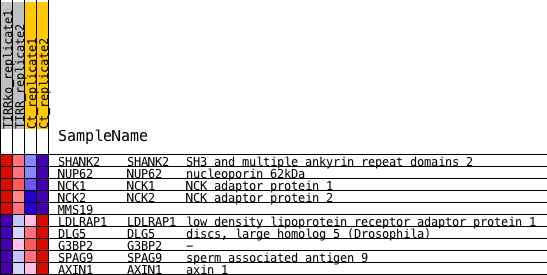 TIRRko_replicate1
TIRR_replicate2
Ct_replicate1
Ct_replicate2
SampleName
SHANK2 SHANK2 SH3 and multiple ankyrin repeat domains 2
NUP62 NUP62 nucleoporin 62kDa
NCK1 NCK1 NCK adaptor protein 1
NCK2 NCK2 NCK adaptor protein 2
MMS19
LDLRAP1 LDLRAP1 low density lipoprotein receptor adaptor protein 1
DLG5 DLG5 discs, large homolog 5 (Drosophila)
G3BP2 G3BP2 –
SPAG9 SPAG9 sperm associated antigen 9
AXIN1 AXIN1 axin 1